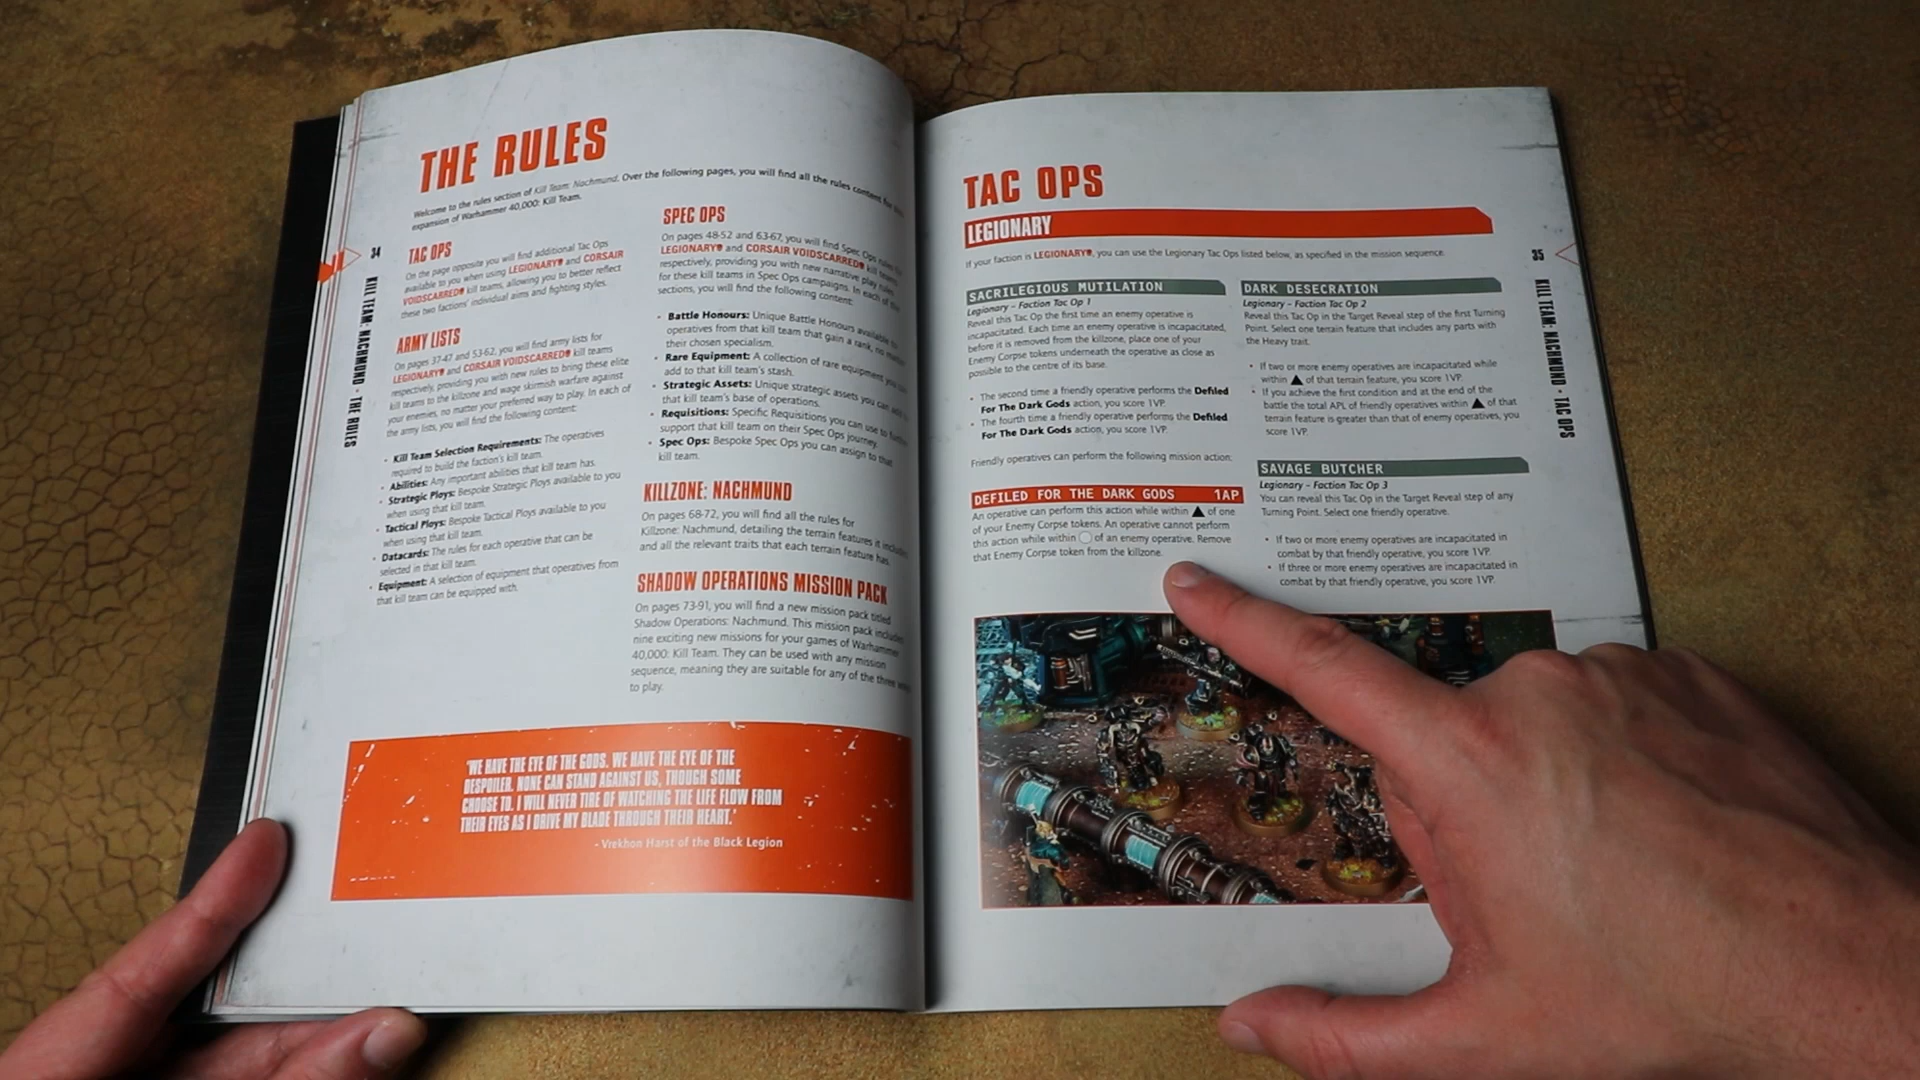 THE RULES
Welcome to the rules section of Kill Team: Nachmund. Over the following pages, you will find all the rules content for
expansion of Warhammer 40,000: Kill Team.
34
KILL TEAM: NACHMUND - THE RULES
TAC OPS
On the page opposite you will find additional Tac Ops
available to you when using LEGIONARY and CORSAIR
VOIDSCARRED kill teams, allowing you to better reflect
these two factions' individual aims and fighting styles.
ARMY LISTS
On pages 37-47 and 53-62, you will find army lists for
LEGIONARY and CORSAIR VOIDSCARRED kill teams
respectively, providing you with new rules to bring these elite
kill teams to the killzone and wage skirmish warfare against
your enemies, no matter your preferred way to play. In each of
the army lists, you will find the following content:
• Kill Team Selection Requirements: The operatives
required to build the faction's kill team.
• Abilities: Any important abilities that kill team has.
• Strategic Ploys: Bespoke Strategic Ploys available to you
when using that kill team.
• Tactical Ploys: Bespoke Tactical Ploys available to you
when using that kill team.
• Datacards: The rules for each operative that can be
selected in that kill team.
• Equipment: A selection of equipment that operatives from
that kill team can be equipped with.
SPEC OPS
On pages 48-52 and 63-67, you will find Spec Ops rules
LEGIONARY and CORSAIR VOIDSCARRED kill teams
respectively, providing you with new narrative play rules
for these kill teams in Spec Ops campaigns. In each of
sections, you will find the following content:
• Battle Honours: Unique Battle Honours available to
operatives from that kill team that gain a rank, no
their chosen specialism.
• Rare Equipment: A collection of rare equipment you
add to that kill team's stash.
• Strategic Assets: Unique strategic assets you can add
that kill team's base of operations.
• Requisitions: Specific Requisitions you can use to
support that kill team on their Spec Ops journey.
• Spec Ops: Bespoke Spec Ops you can assign to that
kill team.
KILLZONE: NACHMUND
On pages 68-72, you will find all the rules for
Killzone: Nachmund, detailing the terrain features it
and all the relevant traits that each terrain feature has.
SHADOW OPERATIONS MISSION PACK
On pages 73-91, you will find a new mission pack titled
Shadow Operations: Nachmund. This mission pack includes
nine exciting new missions for your games of Warhammer
40,000: Kill Team. They can be used with any mission
sequence, meaning they are suitable for any of the three
to play.
'WE HAVE THE EYE OF THE GODS. WE HAVE THE EYE OF THE
DESPOILER. NONE CAN STAND AGAINST US, THOUGH SOME
CHOOSE TO. I WILL NEVER TIRE OF WATCHING THE LIFE FLOW FROM
THEIR EYES AS I DRIVE MY BLADE THROUGH THEIR HEART.'
- Vrekhon Harst of the Black Legion
TAC OPS
LEGIONARY
If your faction is LEGIONARY, you can use the Legionary Tac Ops listed below, as specified in the mission sequence.
SACRILEGIOUS MUTILATION
Legionary - Faction Tac Op 1
Reveal this Tac Op the first time an enemy operative is
incapacitated. Each time an enemy operative is incapacitated,
before it is removed from the killzone, place one of your
Enemy Corpse tokens underneath the operative as close as
possible to the centre of its base.
• The second time a friendly operative performs the Defiled
For The Dark Gods action, you score 1VP.
• The fourth time a friendly operative performs the Defiled
For The Dark Gods action, you score 1VP.
Friendly operatives can perform the following mission action:
DEFILED FOR THE DARK GODS 1AP
An operative can perform this action while within ▲ of one
of your Enemy Corpse tokens. An operative cannot perform
this action while within ○ of an enemy operative. Remove
that Enemy Corpse token from the killzone.
DARK DESECRATION
Legionary - Faction Tac Op 2
Reveal this Tac Op in the Target Reveal step of the first Turning
Point. Select one terrain feature that includes any parts with
the Heavy trait.
• If two or more enemy operatives are incapacitated while
within ▲ of that terrain feature, you score 1VP.
• If you achieve the first condition and at the end of the
battle the total APL of friendly operatives within ▲ of that
terrain feature is greater than that of enemy operatives, you
score 1VP.
SAVAGE BUTCHER
Legionary - Faction Tac Op 3
You can reveal this Tac Op in the Target Reveal step of any
Turning Point. Select one friendly operative.
• If two or more enemy operatives are incapacitated in
combat by that friendly operative, you score 1VP.
• If three or more enemy operatives are incapacitated in
combat by that friendly operative, you score 1VP.
35
KILL TEAM: NACHMUND - TAC OPS